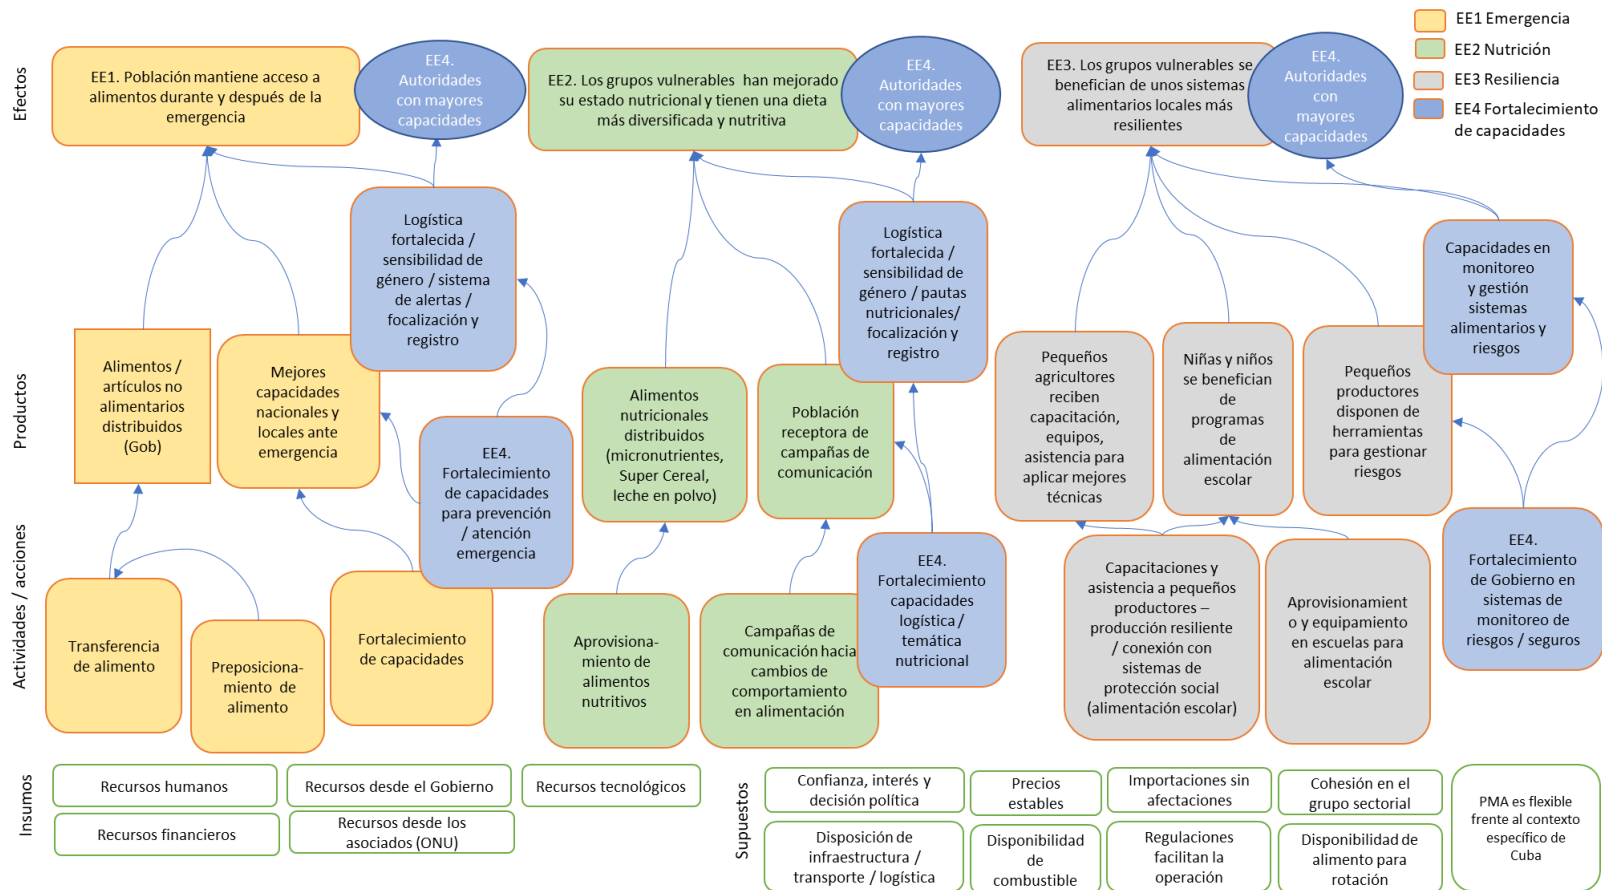 EE1 Emergencia
EE2 Nutrición
EE3 Resiliencia
EE4 Fortalecimiento
de capacidades
Efectos
EE1. Población mantiene acceso a
alimentos durante y después de la
emergencia
EE4.
Autoridades
con mayores
capacidades
EE2. Los grupos vulnerables han mejorado
su estado nutricional y tienen una dieta
más diversificada y nutritiva
EE4.
Autoridades
con mayores
capacidades
EE3. Los grupos vulnerables se
benefician de unos sistemas
alimentarios locales más
resilientes
EE4.
Autoridades
con
mayores
capacidades
Productos
Alimentos /
artículos no
alimentarios
distribuidos
(Gob)
Mejores
capacidades
nacionales y
locales ante
emergencia
Logística
fortalecida /
sensibilidad de
género / sistema
de alertas /
focalización y
registro
EE4.
Fortalecimiento
de capacidades
para prevención
/ atención
emergencia
Alimentos
nutricionales
distribuidos
(micronutrientes,
Super Cereal,
leche en polvo)
Población
receptora de
campañas de
comunicación
Logística
fortalecida /
sensibilidad de
género / pautas
nutricionales/
focalización y
registro
Pequeños
agricultores
reciben
capacitación,
equipos,
asistencia para
aplicar mejores
técnicas
Niñas y niños
se benefician
de
programas
de
alimentación
escolar
Pequeños
productores
disponen de
herramientas
para gestionar
riesgos
Capacidades en
monitoreo
y gestión
sistemas
alimentarios y
riesgos
Actividades / acciones
Transferencia
de alimento
Preposiciona-
miento de
alimento
Fortalecimiento
de capacidades
Aprovisiona-
miento de
alimentos
nutritivos
Campañas de
comunicación hacia
cambios de
comportamiento
en alimentación
EE4.
Fortalecimiento
capacidades
logística /
temática
nutricional
Capacitaciones y
asistencia a pequeños
productores –
producción resiliente
/ conexión con
sistemas de
protección social
(alimentación escolar)
Aprovisionamient
o y equipamiento
en escuelas para
alimentación
escolar
EE4.
Fortalecimiento
de Gobierno en
sistemas de
monitoreo de
riesgos / seguros
Insumos
Recursos humanos
Recursos desde el Gobierno
Recursos tecnológicos
Recursos financieros
Recursos desde los
asociados (ONU)
Supuestos
Confianza, interés y
decisión política
Precios
estables
Importaciones sin
afectaciones
Cohesión en el
grupo sectorial
Disposición de
infraestructura /
transporte / logística
Disponibilidad
de
combustible
Regulaciones
facilitan la
operación
Disponibilidad de
alimento para
rotación
PMA es flexible
frente al contexto
específico de
Cuba